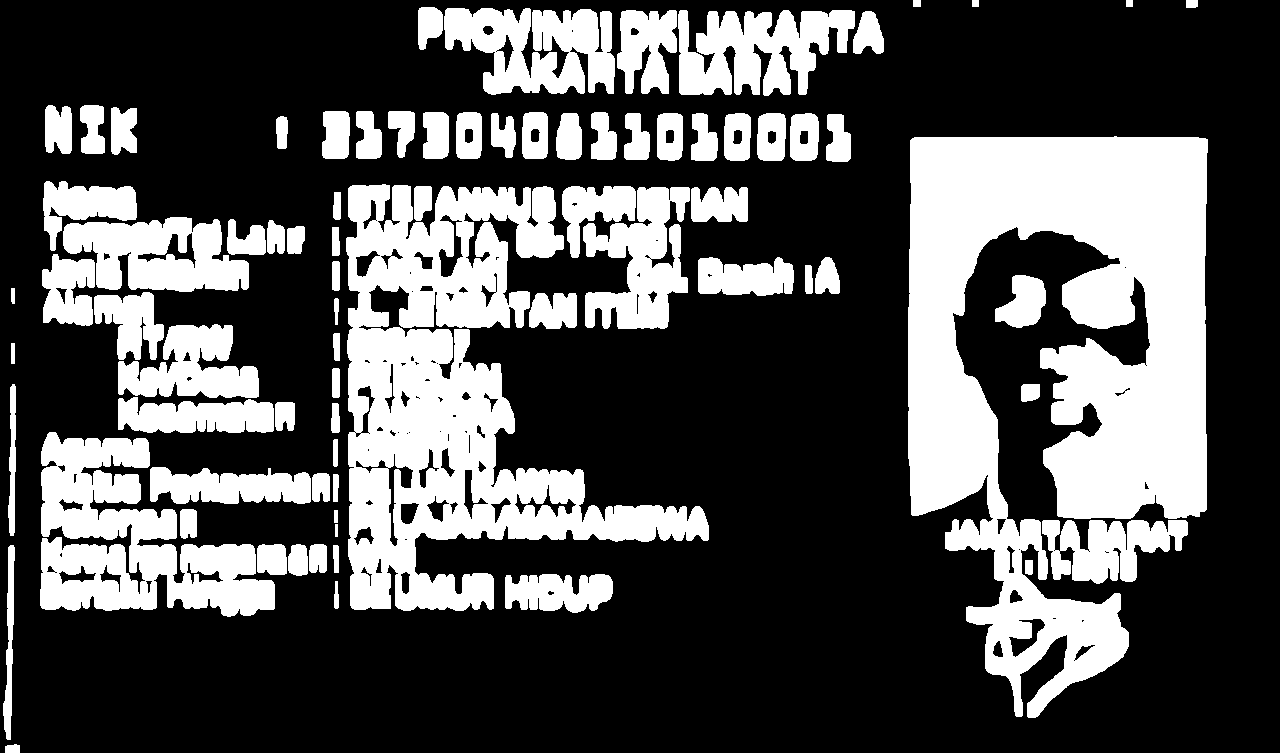 PROVINSI DKI JAKARTA
JAKARTA BARAT
NIK : 3173040811010001
Nama : STEFANNUS CHRISTIAN
Tempat/Tgl Lahir : JAKARTA,
Jenis kelamin : LAKI-LAKI Gol. Darah : A
Alamat : JL. JEMBATAN ITEM
RT/RW :
Kel/Desa : PEKOJAN
Kecamatan : TAMBORA
Agama : KRISTEN
Status Perkawinan : BELUM KAWIN
Pekerjaan : PELAJAR/MAHASISWA
Kewarganegaraan : WNI
Berlaku Hingga : SEUMUR HIDUP
JAKARTA BARAT